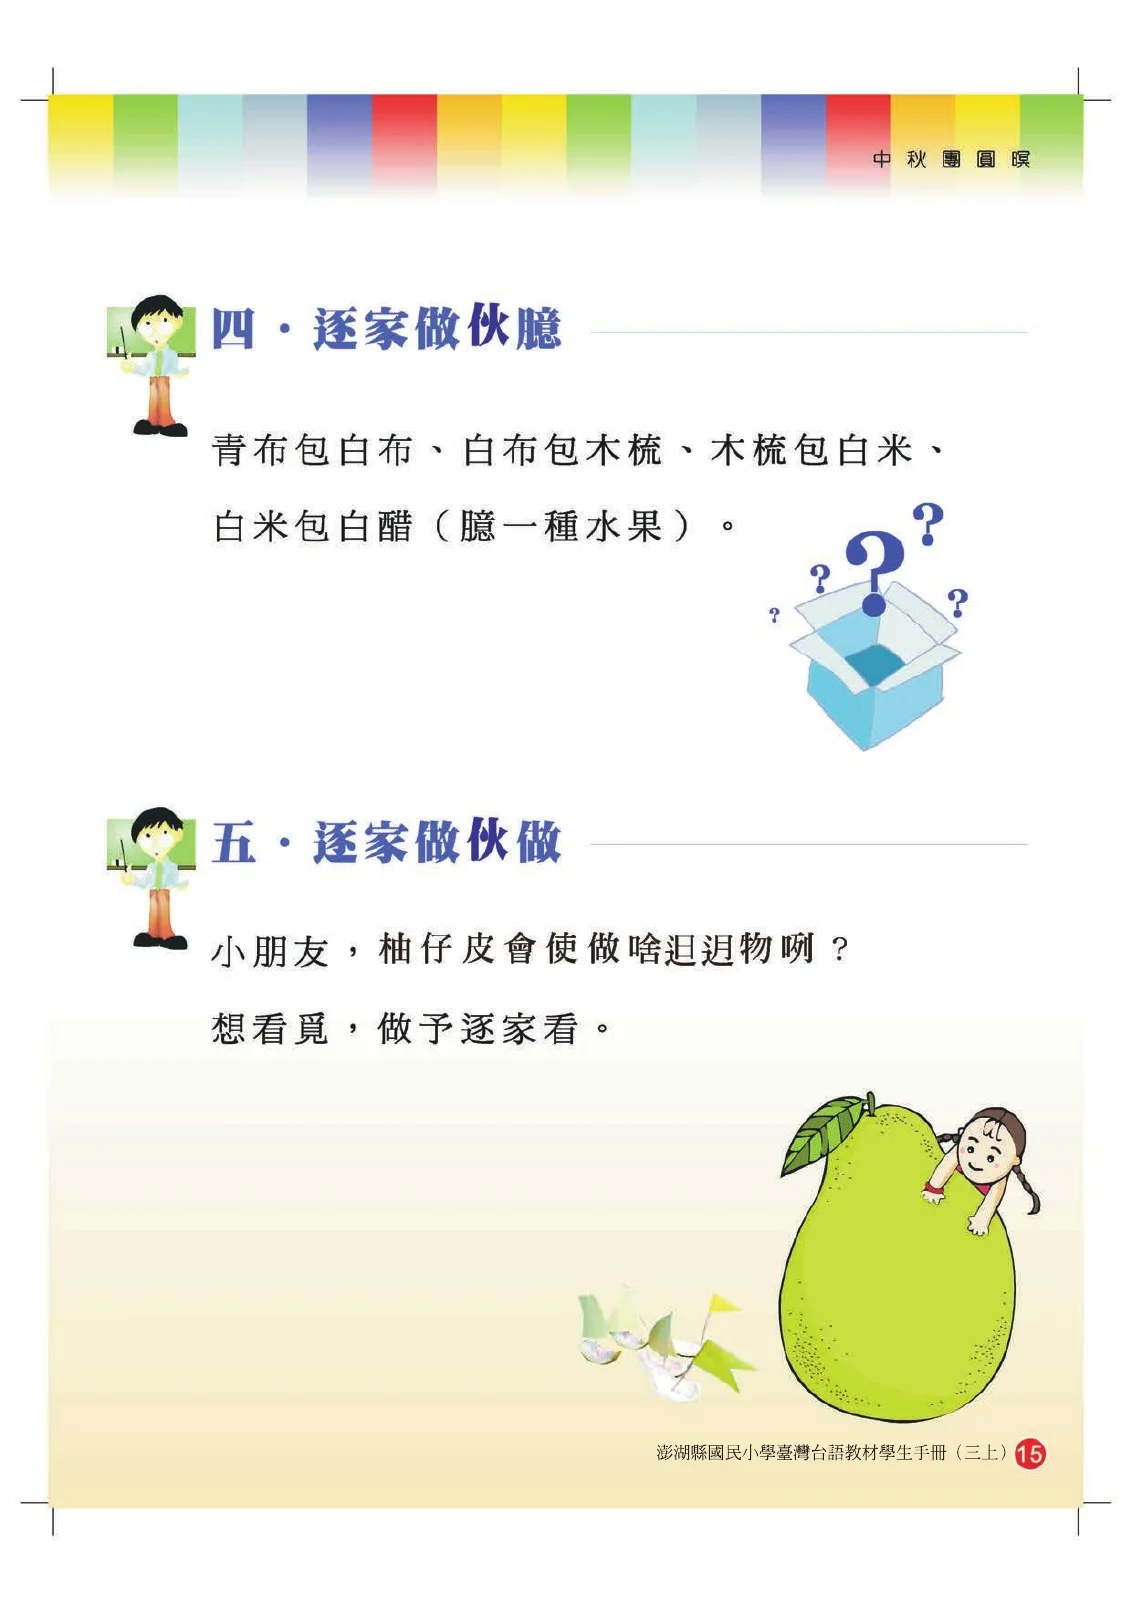 中秋團圓暝
四·逐家做伙臆
青布包白布、白布包木梳、木梳包白米、
白米包白醋（臆一種水果）。
?
?
?
?
?
五·逐家做伙做
小朋友，柚仔皮會使做啥𨑨迌物咧？
想看覓，做予逐家看。
澎湖縣國民小學臺灣台語教材學生手冊（三上）15